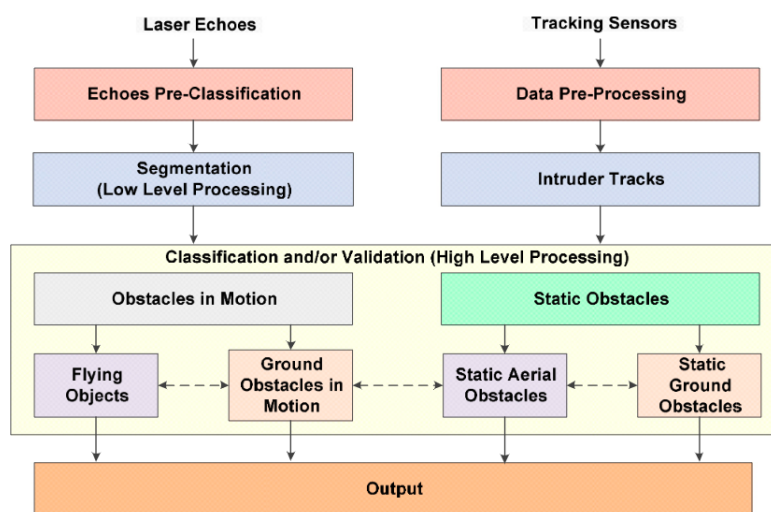 Laser Echoes
Tracking Sensors
Echoes Pre-Classification
Data Pre-Processing
Segmentation
(Low Level Processing)
Intruder Tracks
Classification and/or Validation (High Level Processing)
Obstacles in Motion
Static Obstacles
Flying
Objects
Ground
Obstacles in
Motion
Static Aerial
Obstacles
Static
Ground
Obstacles
Output